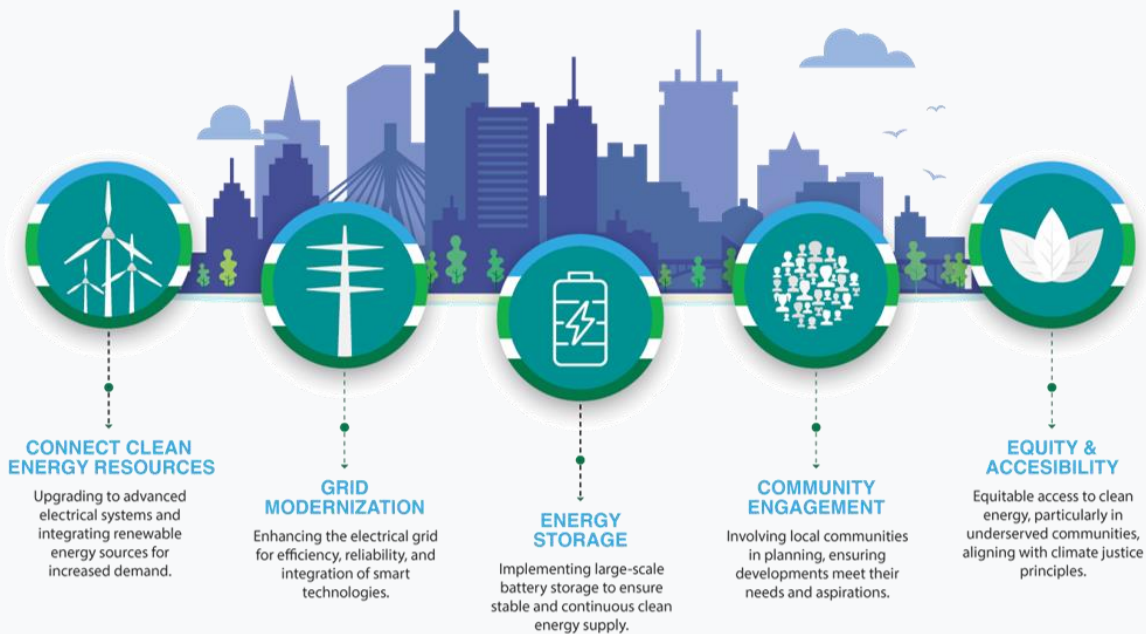 CONNECT CLEAN
ENERGY RESOURCES
Upgrading to advanced
electrical systems and
integrating renewable
energy sources for
increased demand.
GRID
MODERNIZATION
Enhancing the electrical grid
for efficiency, reliability, and
integration of smart
technologies.
ENERGY
STORAGE
Implementing large-scale
battery storage to ensure
stable and continuous clean
energy supply.
COMMUNITY
ENGAGEMENT
Involving local communities
in planning, ensuring
developments meet their
needs and aspirations.
EQUITY &
ACCESIBILITY
Equitable access to clean
energy, particularly in
underserved communities,
aligning with climate justice
principles.